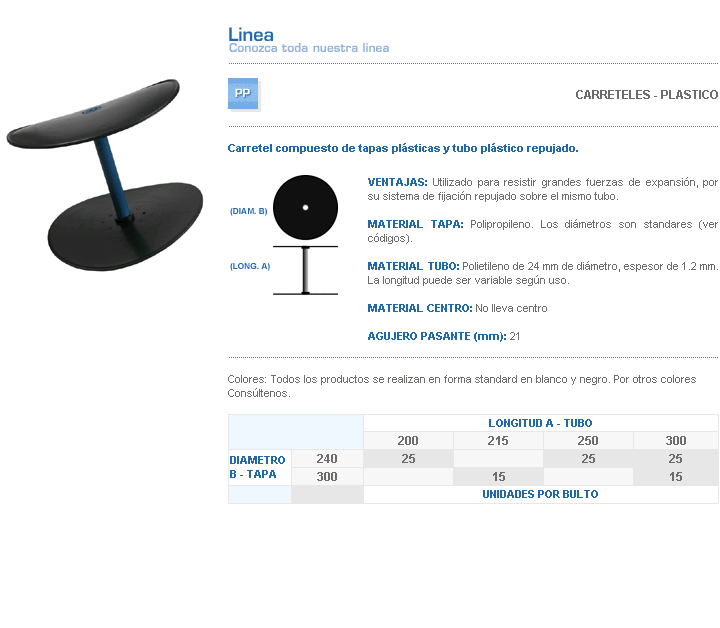 Linea
Conozca toda nuestra linea
PP
CARRETELES - PLASTICO
Carretel compuesto de tapas plásticas y tubo plástico repujado.
(DIAM. B)
(LONG. A)
VENTAJAS: Utilizado para resistir grandes fuerzas de expansión, por
su sistema de fijación repujado sobre el mismo tubo.
MATERIAL TAPA: Polipropileno. Los diámetros son standares (ver
códigos).
MATERIAL TUBO: Polietileno de 24 mm de diámetro, espesor de 1.2 mm.
La longitud puede ser variable según uso.
MATERIAL CENTRO: No lleva centro
AGUJERO PASANTE (mm): 21
Colores: Todos los productos se realizan en forma standard en blanco y negro. Por otros colores
Consúltenos.
LONGITUD A - TUBO
200 215 250 300
DIAMETRO
B - TAPA
240 25 25 25
300 15 15
UNIDADES POR BULTO